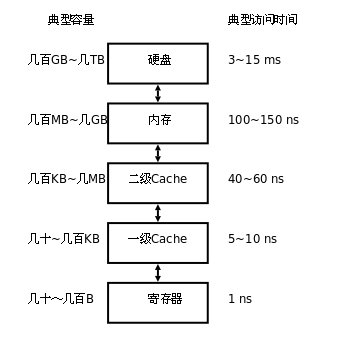 典型容量 典型访问时间
几百GB~几TB 硬盘 3~15 ms
几百MB~几GB 内存 100~150 ns
几百KB~几MB 二级Cache 40~60 ns
几十~几百KB 一级Cache 5~10 ns
几十～几百B 寄存器 1 ns